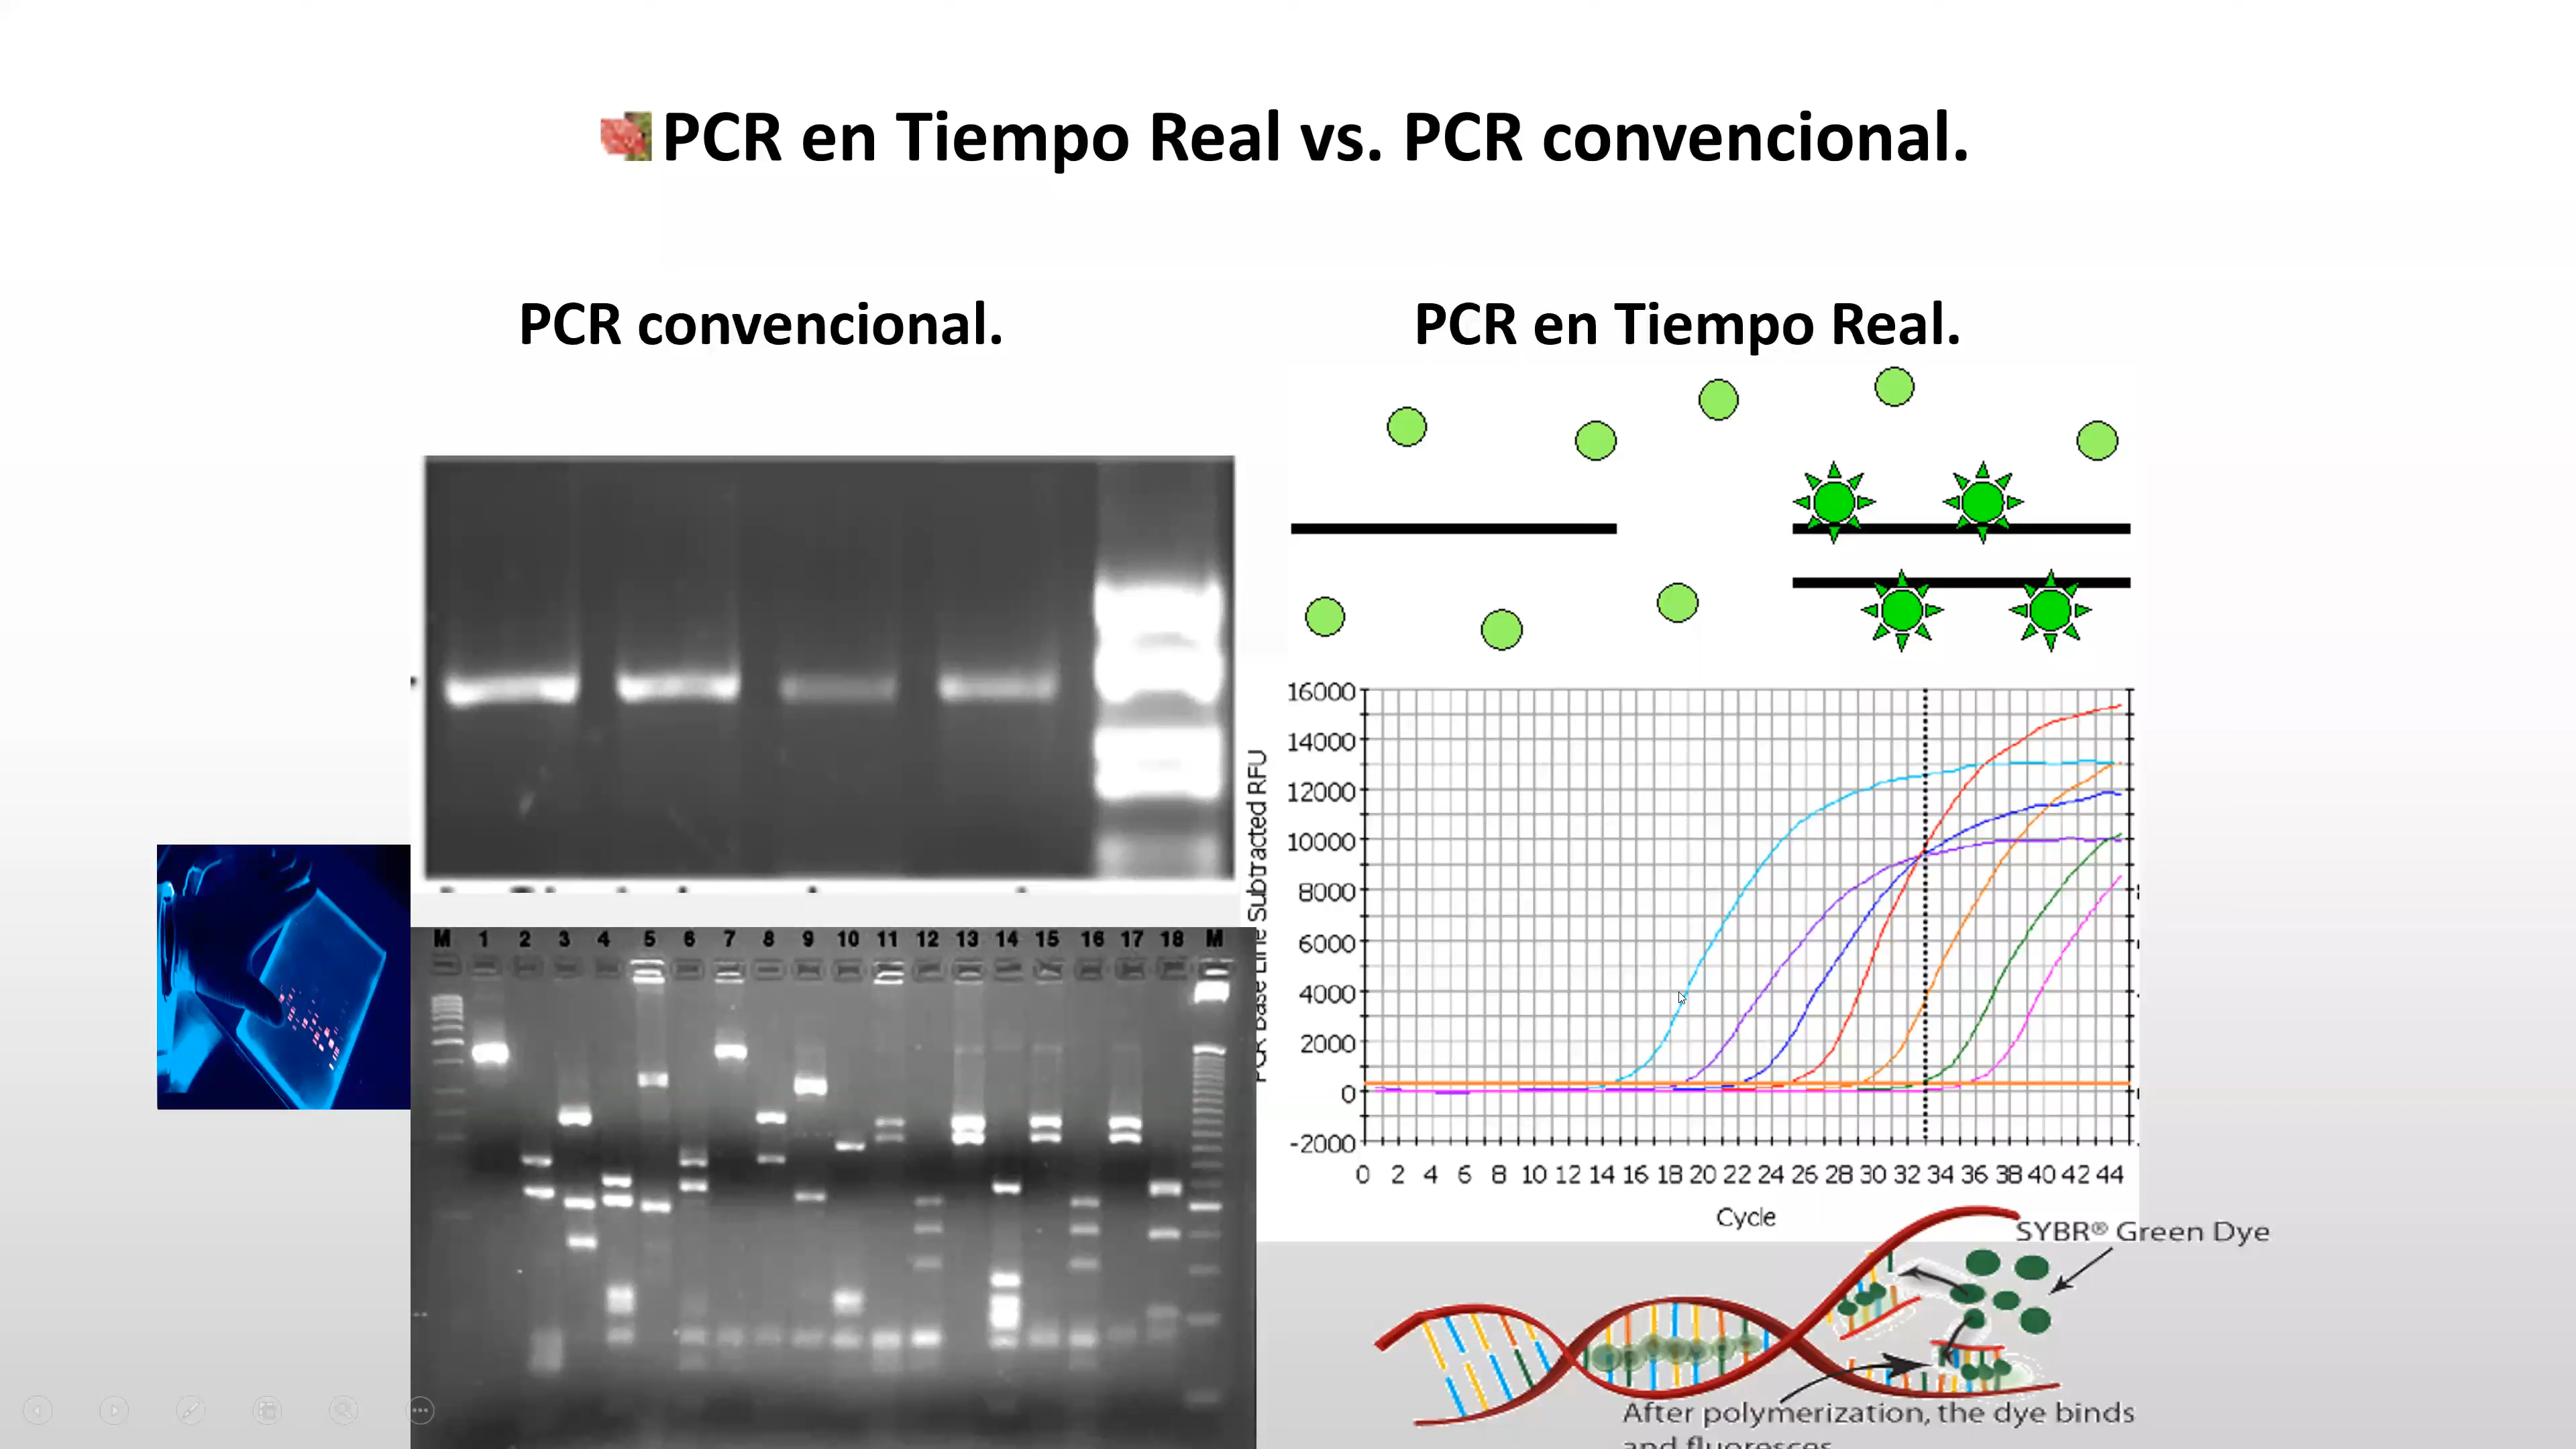 PCR en Tiempo Real vs. PCR convencional.
PCR convencional.
PCR en Tiempo Real.
M 1 2 3 4 5 6 7 8 9 10 11 12 13 14 15 16 17 18 M
PCR Base Line Subtracted RFU
16000
14000
12000
10000
8000
6000
4000
2000
0
-2000
0 2 4 6 8 10 12 14 16 18 20 22 24 26 28 30 32 34 36 38 40 42 44
Cycle
SYBR® Green Dye
After polymerization, the dye binds
and fluoresces